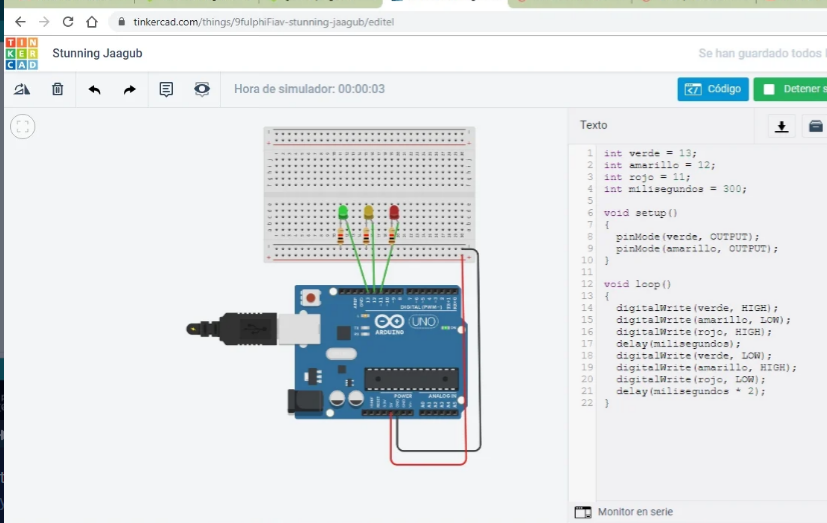 tinkercad.com/things/9fulphiFiav-stunning-jaagub/editel
TIN
KER
CAD
Stunning Jaagub
Se han guardado todos
Hora de simulador: 00:00:03
Código
Detener s
Texto
1 int verde = 13;
2 int amarillo = 12;
3 int rojo = 11;
4 int milisegundos = 300;
5
6 void setup()
7 {
8 pinMode(verde, OUTPUT);
9 pinMode(amarillo, OUTPUT);
10 }
11
12 void loop()
13 {
14 digitalWrite(verde, HIGH);
15 digitalWrite(amarillo, LOW);
16 digitalWrite(rojo, HIGH);
17 delay(milisegundos);
18 digitalWrite(verde, LOW);
19 digitalWrite(amarillo, HIGH);
20 digitalWrite(rojo, LOW);
21 delay(milisegundos * 2);
22 }
DIGITAL (PWM~)
UNO
ARDUINO
POWER
ANALOG IN
Monitor en serie